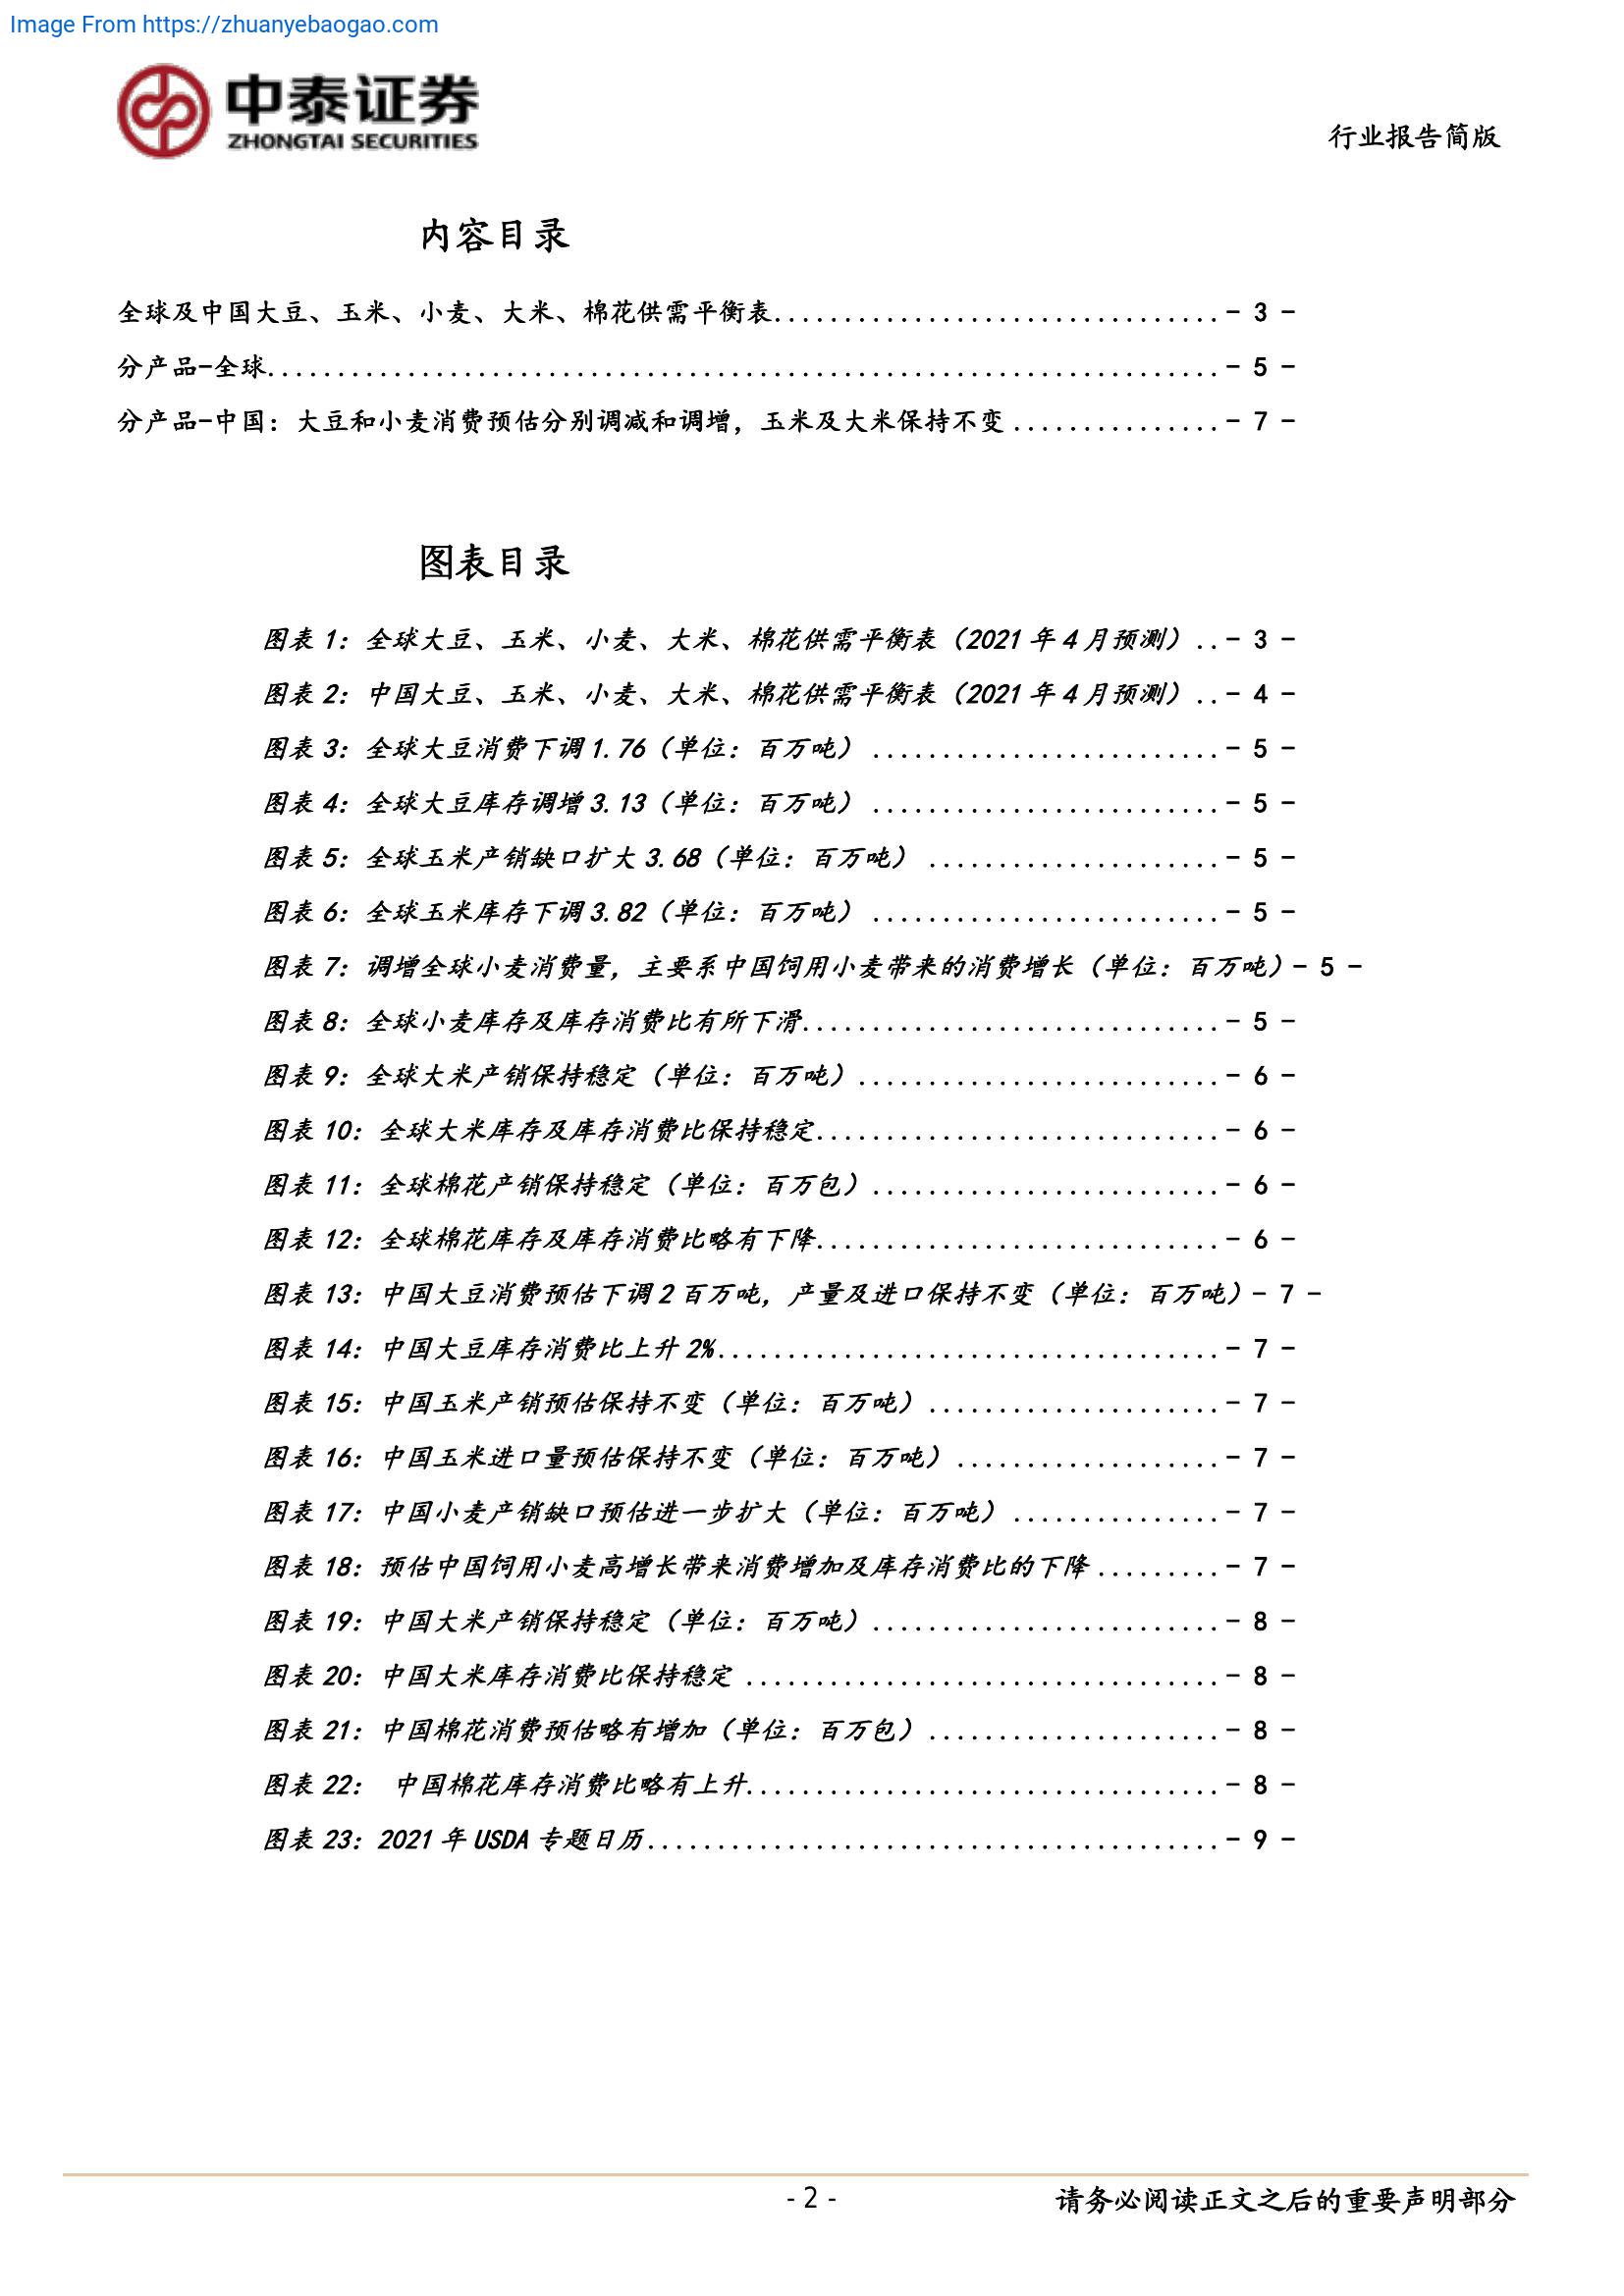 Image From https://zhuanyebaogao.com
中泰证券
ZHONGTAI SECURITIES
行业报告简版
内容目录
全球及中国大豆、玉米、小麦、大米、棉花供需平衡表................................- 3 -
分产品-全球....................................................................- 5 -
分产品-中国：大豆和小麦消费预估分别调减和调增，玉米及大米保持不变 ...............- 7 -
图表目录
图表 1：全球大豆、玉米、小麦、大米、棉花供需平衡表（2021 年 4 月预测） ..- 3 -
图表 2：中国大豆、玉米、小麦、大米、棉花供需平衡表（2021 年 4 月预测） ..- 4 -
图表 3：全球大豆消费下调 1.76（单位：百万吨） .........................- 5 -
图表 4：全球大豆库存调增 3.13（单位：百万吨） .........................- 5 -
图表 5：全球玉米产销缺口扩大 3.68（单位：百万吨） .....................- 5 -
图表 6：全球玉米库存下调 3.82（单位：百万吨） .........................- 5 -
图表 7：调增全球小麦消费量，主要系中国饲用小麦带来的消费增长（单位：百万吨）- 5 -
图表 8：全球小麦库存及库存消费比有所下滑..............................- 5 -
图表 9：全球大米产销保持稳定（单位：百万吨）..........................- 6 -
图表 10：全球大米库存及库存消费比保持稳定.............................- 6 -
图表 11：全球棉花产销保持稳定（单位：百万包）.........................- 6 -
图表 12：全球棉花库存及库存消费比略有下降.............................- 6 -
图表 13：中国大豆消费预估下调 2 百万吨，产量及进口保持不变（单位：百万吨）- 7 -
图表 14：中国大豆库存消费比上升 2%....................................- 7 -
图表 15：中国玉米产销预估保持不变（单位：百万吨）.....................- 7 -
图表 16：中国玉米进口量预估保持不变（单位：百万吨）...................- 7 -
图表 17：中国小麦产销缺口预估进一步扩大（单位：百万吨） ...............- 7 -
图表 18：预估中国饲用小麦高增长带来消费增加及库存消费比的下降 .........- 7 -
图表 19：中国大米产销保持稳定（单位：百万吨）.........................- 8 -
图表 20：中国大米库存消费比保持稳定 ..................................- 8 -
图表 21：中国棉花消费预估略有增加（单位：百万包）.....................- 8 -
图表 22： 中国棉花库存消费比略有上升..................................- 8 -
图表 23：2021 年 USDA 专题日历.........................................- 9 -
- 2 -
请务必阅读正文之后的重要声明部分